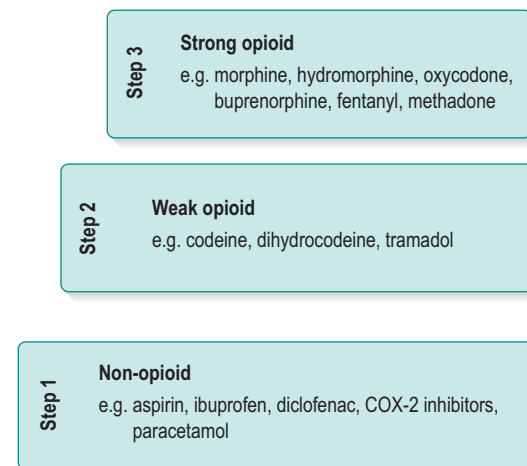 Step 3
Strong opioid
e.g. morphine, hydromorphine, oxycodone,
buprenorphine, fentanyl, methadone
Step 2
Weak opioid
e.g. codeine, dihydrocodeine, tramadol
Step 1
Non-opioid
e.g. aspirin, ibuprofen, diclofenac, COX-2 inhibitors,
paracetamol